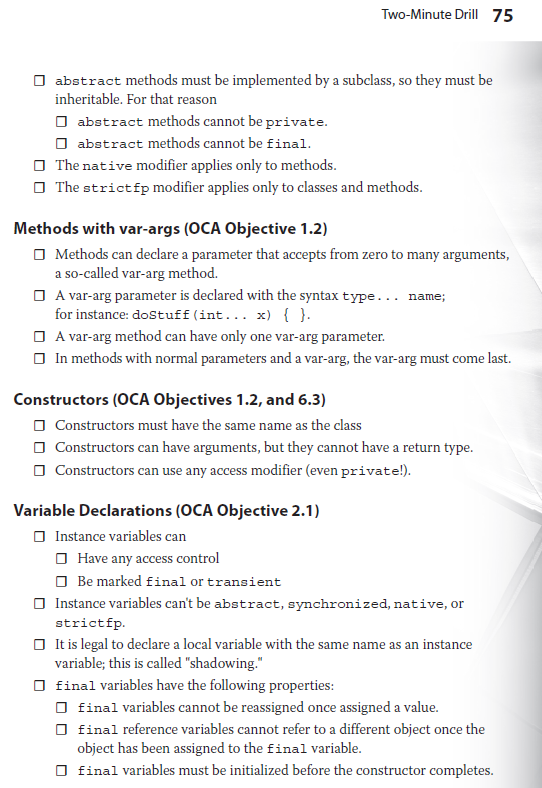 Two-Minute Drill 75
❒ abstract methods must be implemented by a subclass, so they must be
inheritable. For that reason
❒ abstract methods cannot be private.
❒ abstract methods cannot be final.
❒ The native modifier applies only to methods.
❒ The strictfp modifier applies only to classes and methods.
Methods with var-args (OCA Objective 1.2)
❒ Methods can declare a parameter that accepts from zero to many arguments,
a so-called var-arg method.
❒ A var-arg parameter is declared with the syntax type... name;
for instance: doStuff(int... x) { }.
❒ A var-arg method can have only one var-arg parameter.
❒ In methods with normal parameters and a var-arg, the var-arg must come last.
Constructors (OCA Objectives 1.2, and 6.3)
❒ Constructors must have the same name as the class
❒ Constructors can have arguments, but they cannot have a return type.
❒ Constructors can use any access modifier (even private!).
Variable Declarations (OCA Objective 2.1)
❒ Instance variables can
❒ Have any access control
❒ Be marked final or transient
❒ Instance variables can't be abstract, synchronized, native, or
strictfp.
❒ It is legal to declare a local variable with the same name as an instance
variable; this is called "shadowing."
❒ final variables have the following properties:
❒ final variables cannot be reassigned once assigned a value.
❒ final reference variables cannot refer to a different object once the
object has been assigned to the final variable.
❒ final variables must be initialized before the constructor completes.